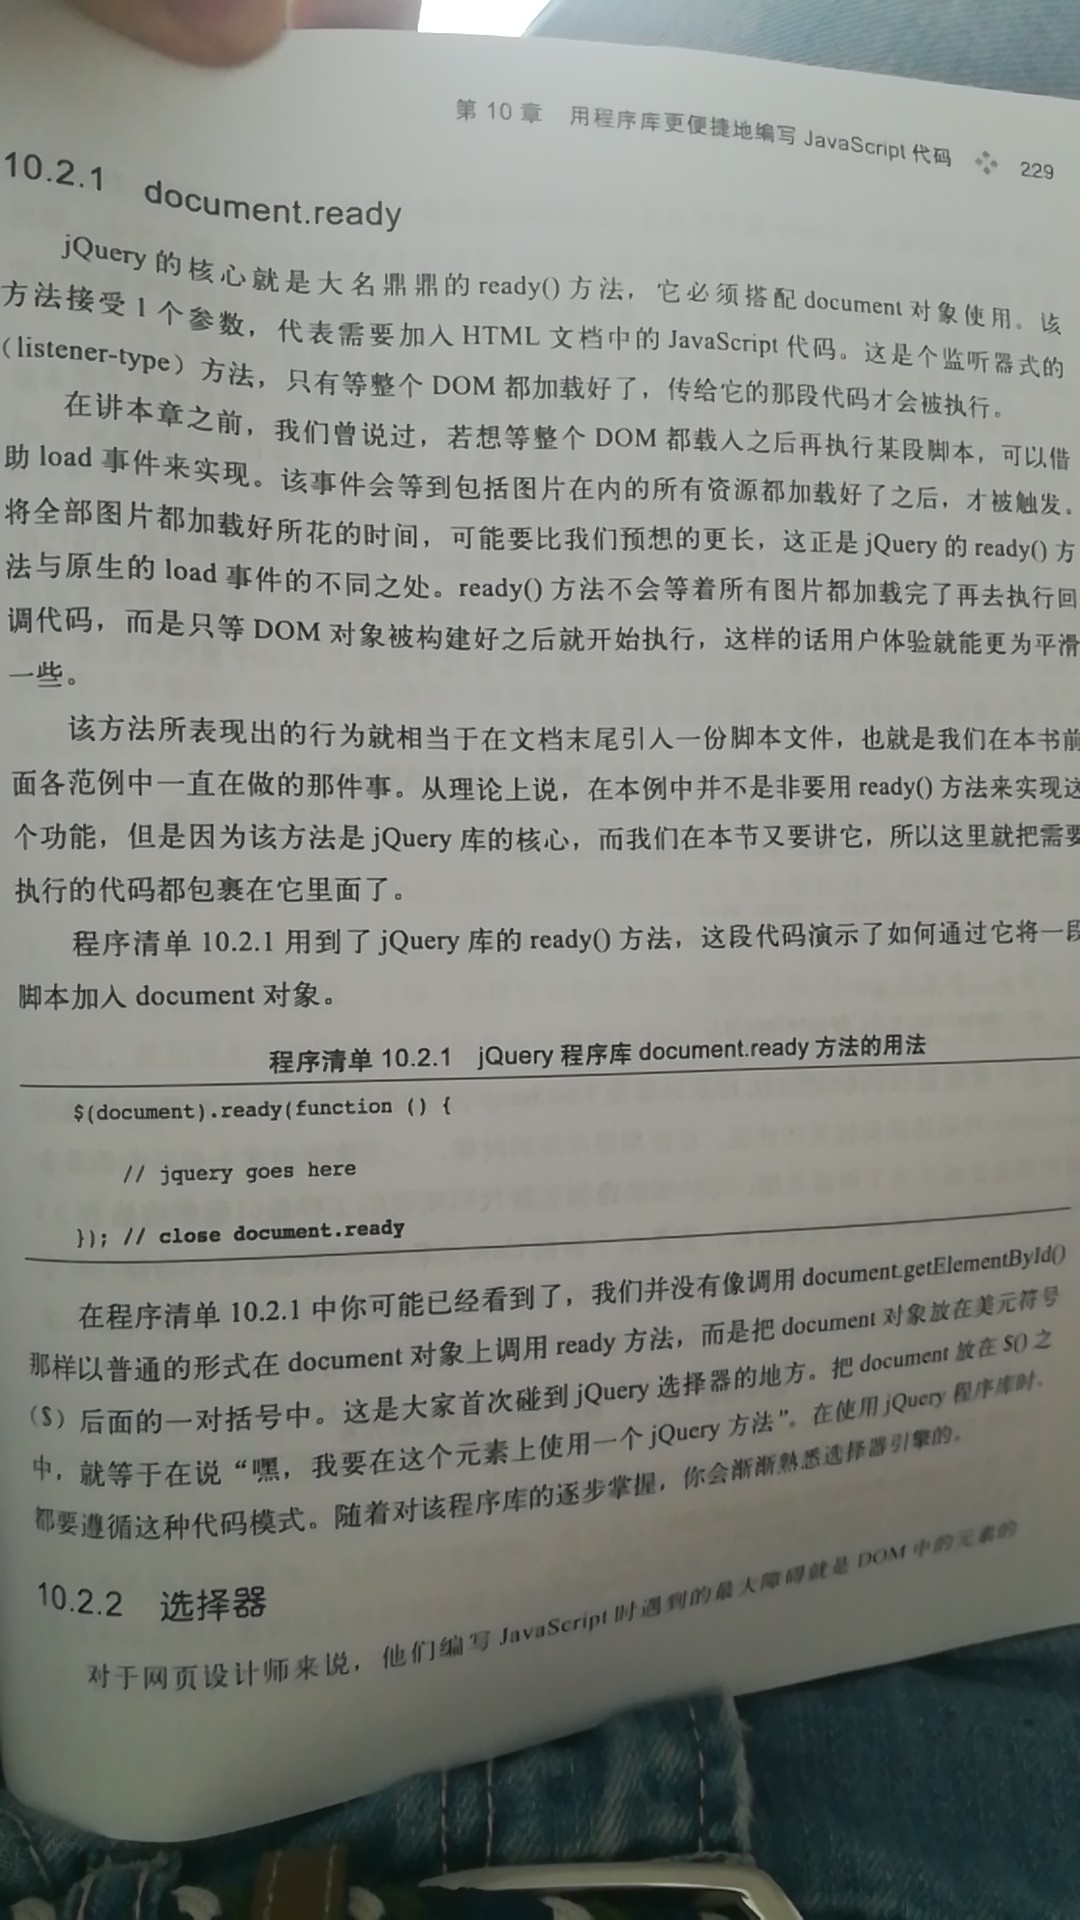 第 10 章 用程序库更便捷地编写 JavaScript 代码 229
10.2.1 document.ready
jQuery 的核心就是大名鼎鼎的 ready() 方法，它必须搭配 document 对象使用。该
方法接受 1 个参数，代表需要加入 HTML 文档中的 JavaScript 代码。这是个监听器式的
（listener-type）方法，只有等整个 DOM 都加载好了，传给它的那段代码才会被执行。
在讲本章之前，我们曾说过，若想等整个 DOM 都载入之后再执行某段脚本，可以借
助 load 事件来实现。该事件会等到包括图片在内的所有资源都加载好了之后，才被触发。
将全部图片都加载好所花的时间，可能要比我们预想的更长，这正是 jQuery 的 ready() 方
法与原生的 load 事件的不同之处。ready() 方法不会等着所有图片都加载完了再去执行回
调代码，而是只等 DOM 对象被构建好之后就开始执行，这样的话用户体验就能更为平滑
一些。
该方法所表现出的行为就相当于在文档末尾引入一份脚本文件，也就是我们在本书前
面各范例中一直在做的那件事。从理论上说，在本例中并不是非要用 ready() 方法来实现这
个功能，但是因为该方法是 jQuery 库的核心，而我们在本节又要讲它，所以这里就把需要
执行的代码都包裹在它里面了。
程序清单 10.2.1 用到了 jQuery 库的 ready() 方法，这段代码演示了如何通过它将一段
脚本加入 document 对象。
程序清单 10.2.1 jQuery 程序库 document.ready 方法的用法
$(document).ready(function () {
// jquery goes here
}); // close document.ready
在程序清单 10.2.1 中你可能已经看到了，我们并没有像调用 document.getElementById()
那样以普通的形式在 document 对象上调用 ready 方法，而是把 document 对象放在美元符号
（$）后面的一对括号中。这是大家首次碰到 jQuery 选择器的地方。把 document 放在 $() 之
中，就等于在说“嘿，我要在这个元素上使用一个 jQuery 方法”。在使用 jQuery 程序库时，
都要遵循这种代码模式。随着对该程序库的逐步掌握，你会渐渐熟悉选择器引擎的。
10.2.2 选择器
对于网页设计师来说，他们编写 JavaScript 时遇到的最大障碍就是 DOM 中的元素的